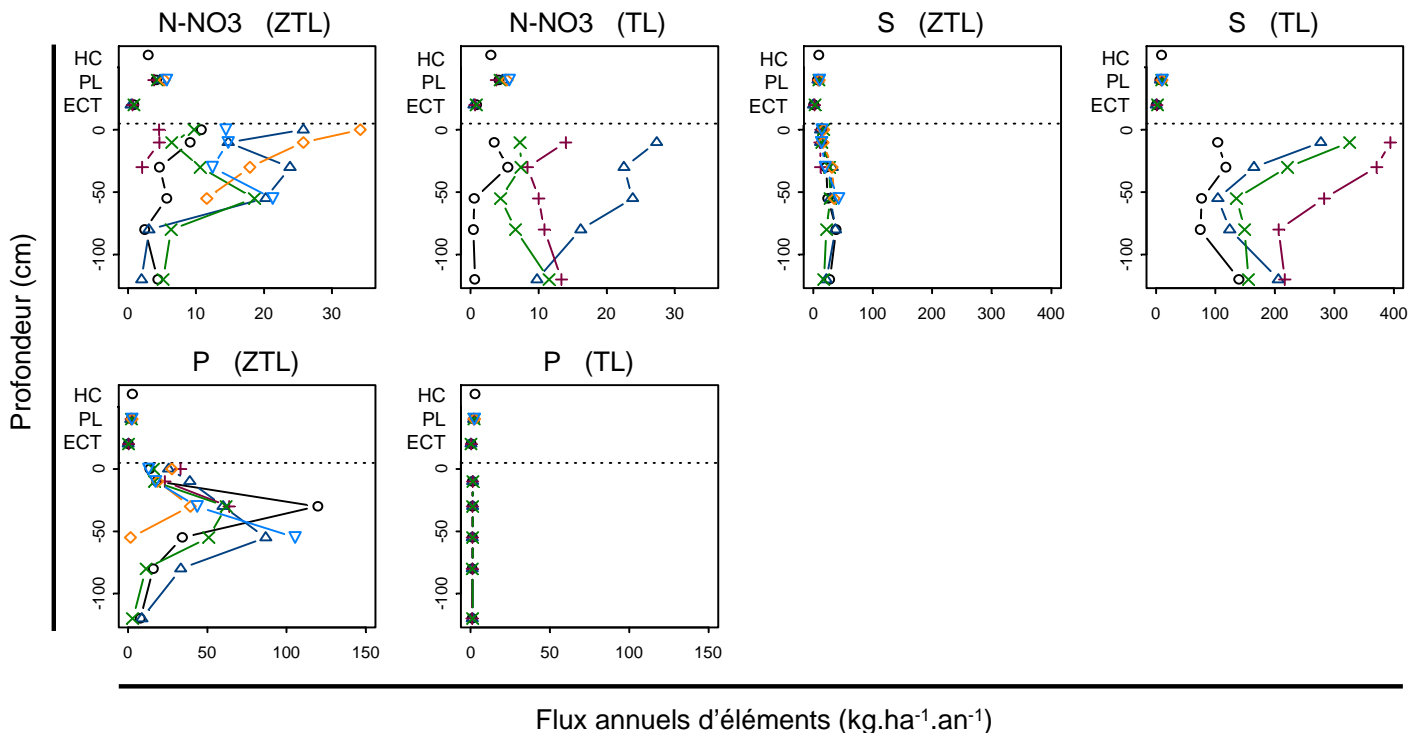 N-NO3 (ZTL)
N-NO3 (TL)
S (ZTL)
S (TL)
HC
PL
ECT
0
-50
-100
0 10 20 30
HC
PL
ECT
0
-50
-100
0 10 20 30
HC
PL
ECT
0
-50
-100
0 100 200 300 400
HC
PL
ECT
0
-50
-100
0 100 200 300 400
P (ZTL)
P (TL)
HC
PL
ECT
0
-50
-100
0 50 100 150
HC
PL
ECT
0
-50
-100
0 50 100 150
Profondeur (cm)
Flux annuels d’éléments (kg.ha⁻¹.an⁻¹)